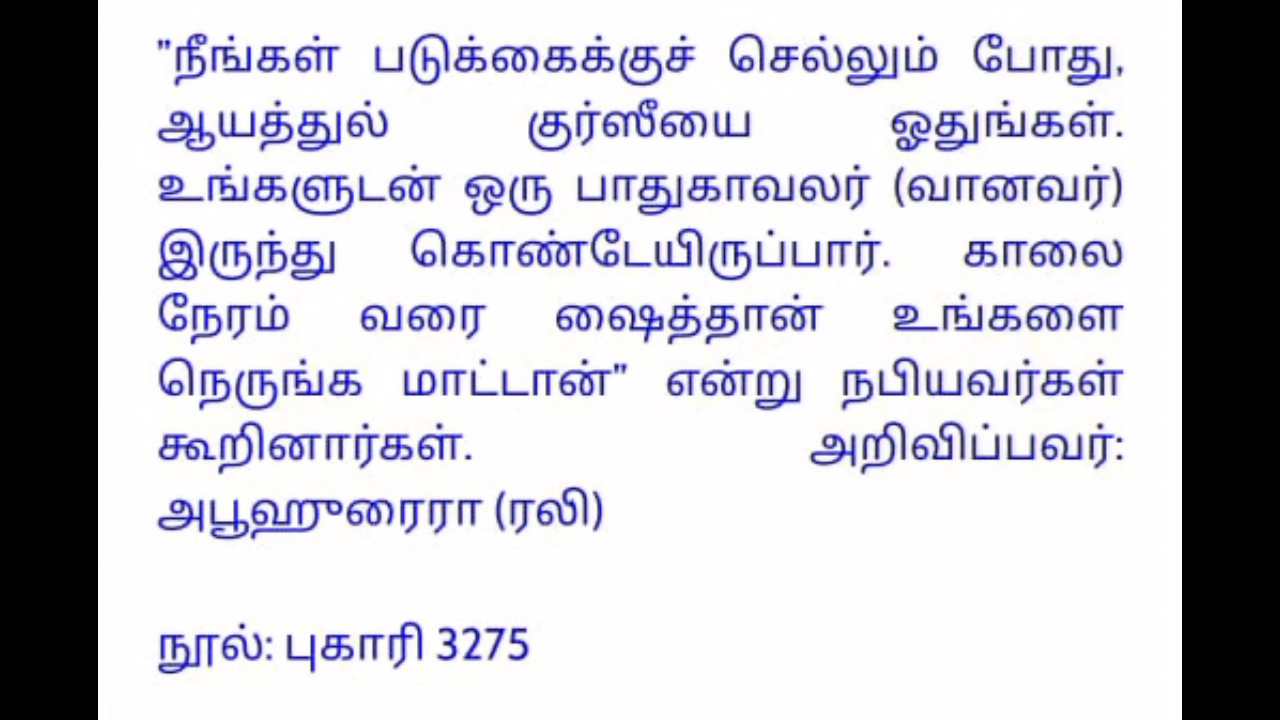 "நீங்கள் படுக்கைக்குச் செல்லும் போது,
ஆயத்துல் குர்ஸீயை ஓதுங்கள்.
உங்களுடன் ஒரு பாதுகாவலர் (வானவர்)
இருந்து கொண்டேயிருப்பார். காலை
நேரம் வரை ஷைத்தான் உங்களை
நெருங்க மாட்டான்" என்று நபியவர்கள்
கூறினார்கள். அறிவிப்பவர்:
அபூஹுரைரா (ரலி)
நூல்: புகாரி 3275